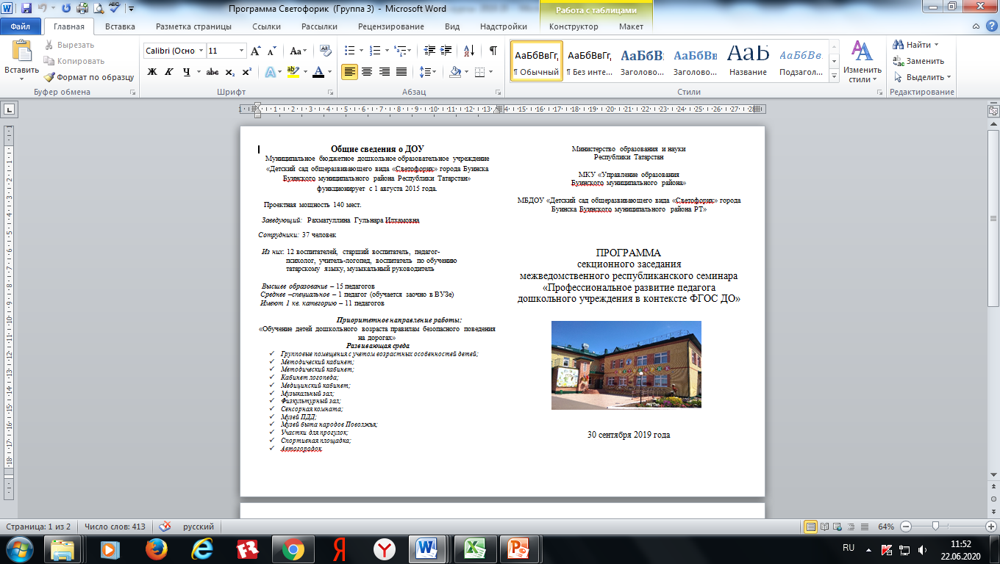 Программа Светофорик (Группа 3) - Microsoft Word
Работа с таблицами
Файл
Главная
Вставка
Разметка страницы
Ссылки
Рассылки
Рецензирование
Вид
Надстройки
Конструктор
Макет
Вставить
Вырезать
Копировать
Формат по образцу
Буфер обмена
Calibri (Осно
11
Шрифт
Абзац
АаБбВвГг,
¶ Обычный
АаБбВвГг,
¶ Без инте...
АаБбВ
Заголово...
АаБбВв
Заголово...
АаБ
Название
АаБбВв.
Подзагол...
Стили
Изменить
стили
Найти
Заменить
Выделить
Редактирование
Общие сведения о ДОУ
Муниципальное бюджетное дошкольное образовательное учреждение
«Детский сад общеразвивающего вида «Светофорик» города Буинска
Буинского муниципального района Республики Татарстан»
функционирует с 1 августа 2015 года.
Проектная мощность 140 мест.
Заведующий: Рахматуллина Гульнара Илхамовна
Сотрудники: 37 человек
Из них: 12 воспитателей, старший воспитатель, педагог-
психолог, учитель-логопед, воспитатель по обучению
татарскому языку, музыкальный руководитель
Высшее образование – 15 педагогов
Среднее –специальное – 1 педагог (обучается заочно в ВУЗе)
Имеют 1 кв. категорию – 11 педагогов
Приоритетное направление работы:
«Обучение детей дошкольного возраста правилам безопасного поведения
на дорогах»
Развивающая среда
✓ Групповые помещения с учетом возрастных особенностей детей;
✓ Методический кабинет;
✓ Методический кабинет;
✓ Кабинет логопеда;
✓ Медицинский кабинет;
✓ Музыкальный зал;
✓ Физкультурный зал;
✓ Сенсорная комната;
✓ Музей ПДД;
✓ Музей быта народов Поволжья;
✓ Участки для прогулок;
✓ Спортивная площадка;
✓ Автогородок.
Министерство образования и науки
Республики Татарстан
МКУ «Управление образования
Буинского муниципального района»
МБДОУ «Детский сад общеразвивающего вида «Светофорик» города
Буинска Буинского муниципального района РТ»
ПРОГРАММА
секционного заседания
межведомственного республиканского семинара
«Профессиональное развитие педагога
дошкольного учреждения в контексте ФГОС ДО»
30 сентября 2019 года
Страница: 1 из 2
Число слов: 413
русский
64%
RU
11:52
22.06.2020